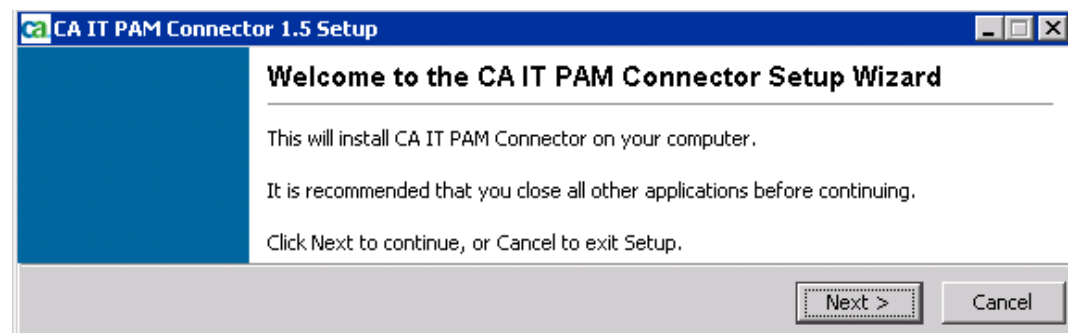 ca CA IT PAM Connector 1.5 Setup
Welcome to the CA IT PAM Connector Setup Wizard
This will install CA IT PAM Connector on your computer.
It is recommended that you close all other applications before continuing.
Click Next to continue, or Cancel to exit Setup.
Next > Cancel